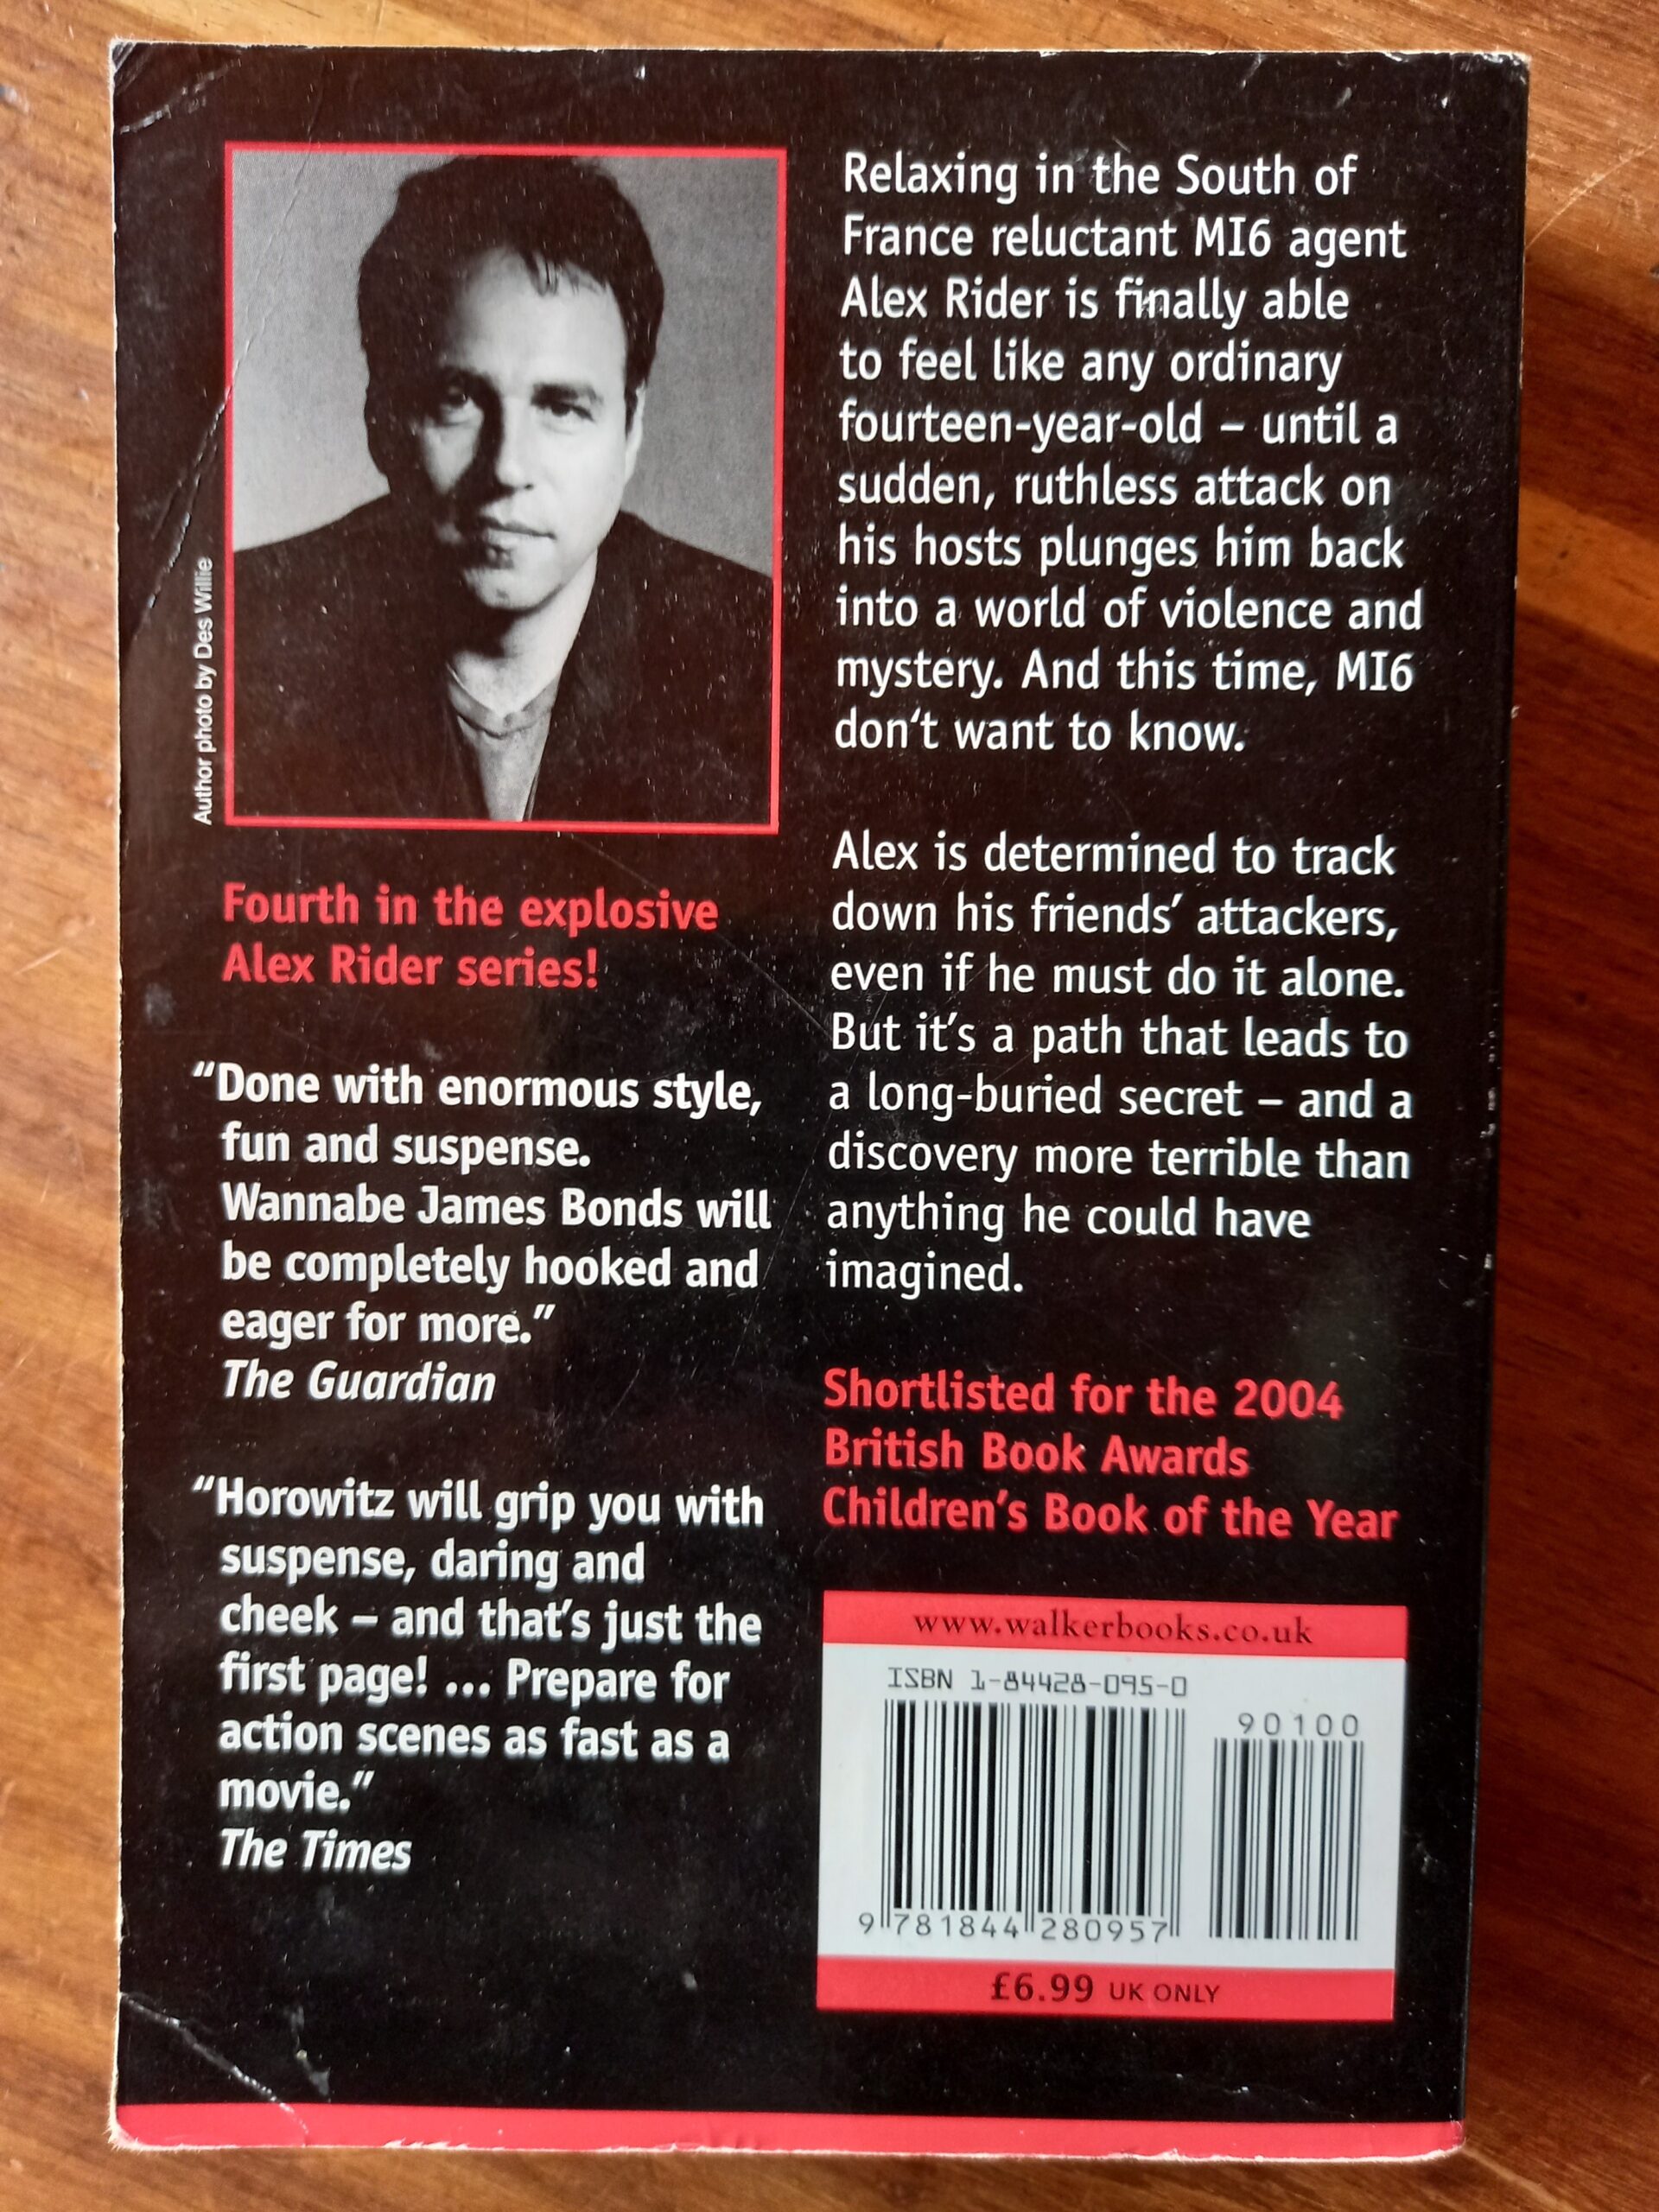 Author photo by Des Willie
Fourth in the explosive
Alex Rider series!
“Done with enormous style,
fun and suspense.
Wannabe James Bonds will
be completely hooked and
eager for more.”
The Guardian
“Horowitz will grip you with
suspense, daring and
cheek – and that’s just the
first page! ... Prepare for
action scenes as fast as a
movie.”
The Times
Relaxing in the South of
France reluctant MI6 agent
Alex Rider is finally able
to feel like any ordinary
fourteen-year-old – until a
sudden, ruthless attack on
his hosts plunges him back
into a world of violence and
mystery. And this time, MI6
don‘t want to know.
Alex is determined to track
down his friends’ attackers,
even if he must do it alone.
But it’s a path that leads to
a long-buried secret – and a
discovery more terrible than
anything he could have
imagined.
Shortlisted for the 2004
British Book Awards
Children’s Book of the Year
www.walkerbooks.co.uk
ISBN 1-84428-095-0
90100
9 781844 280957
£6.99 UK ONLY